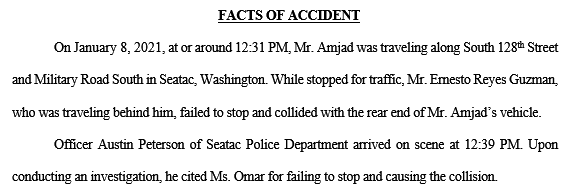 FACTS OF ACCIDENT
On January 8, 2021, at or around 12:31 PM, Mr. Amjad was traveling along South 128th Street
and Military Road South in Seatac, Washington. While stopped for traffic, Mr. Ernesto Reyes Guzman,
who was traveling behind him, failed to stop and collided with the rear end of Mr. Amjad’s vehicle.
Officer Austin Peterson of Seatac Police Department arrived on scene at 12:39 PM. Upon
conducting an investigation, he cited Ms. Omar for failing to stop and causing the collision.